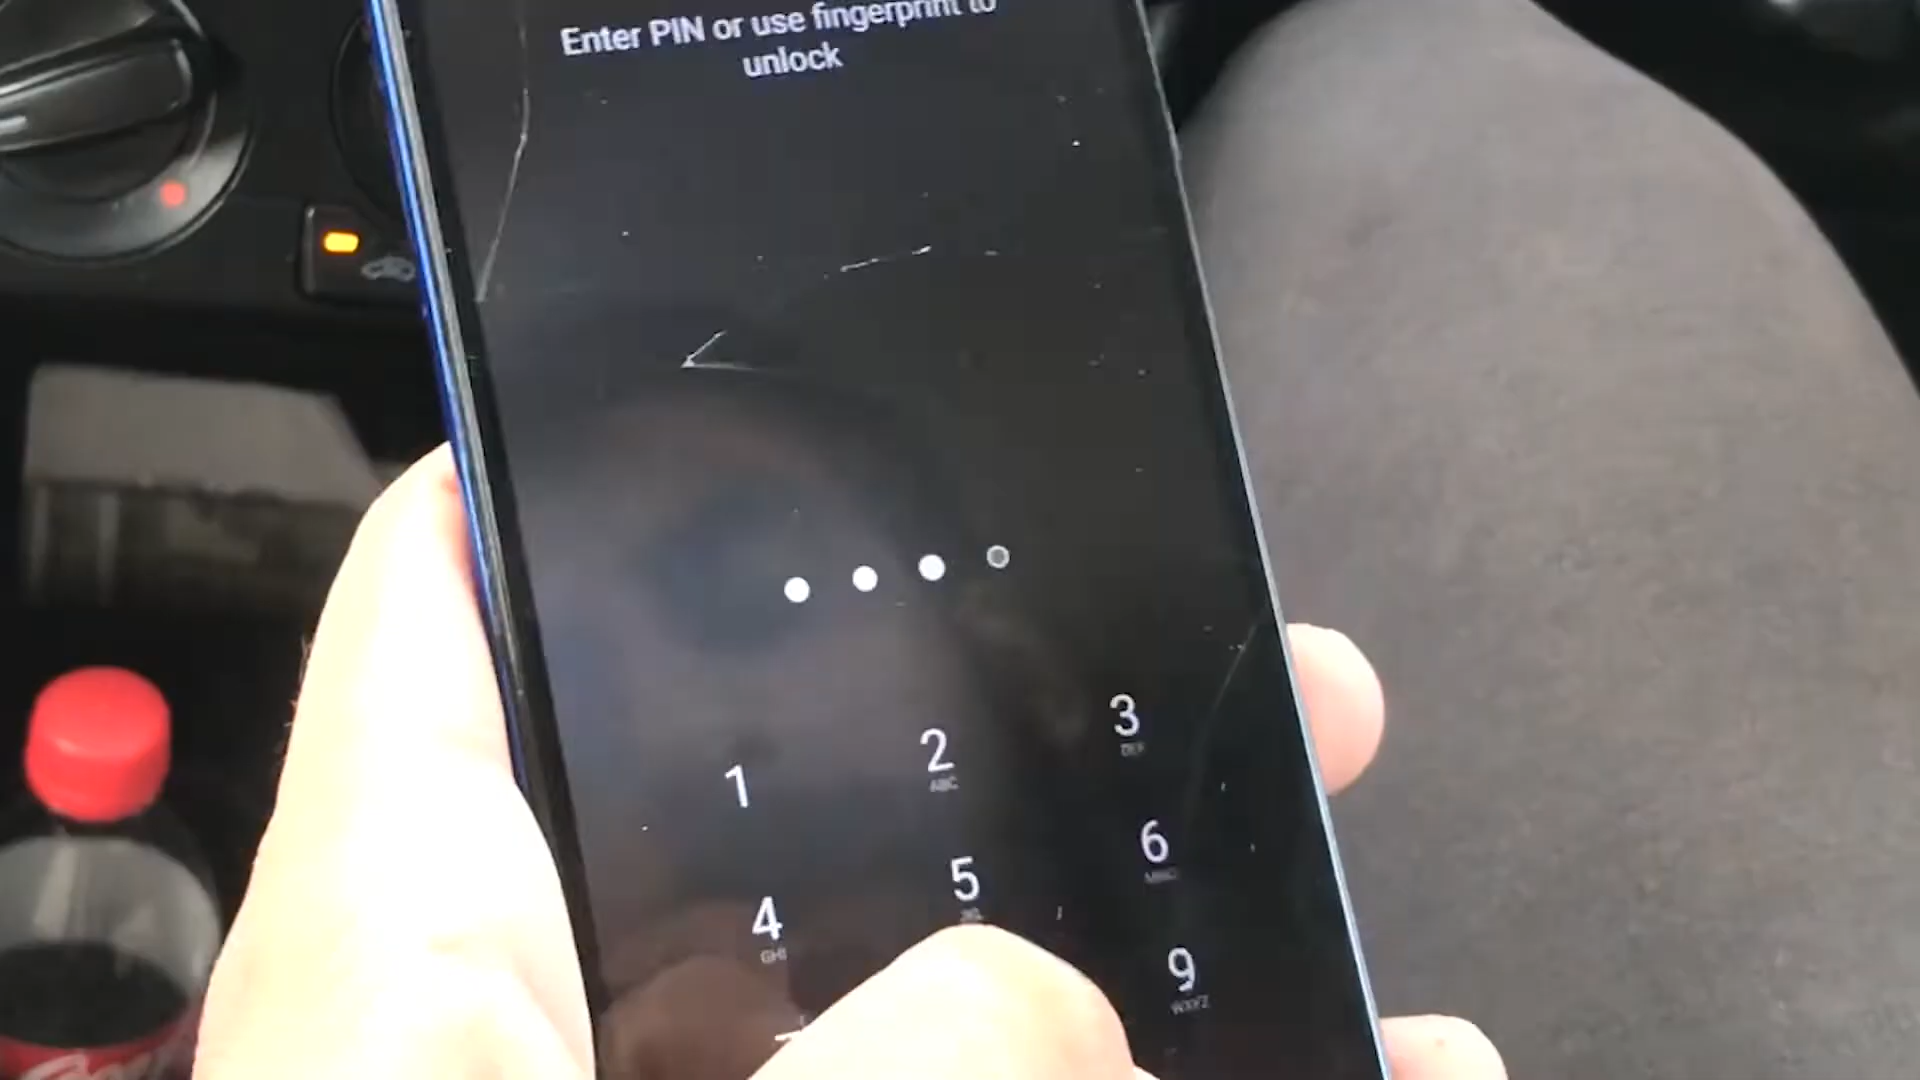 Enter PIN or use fingerprint to
unlock
1
2
ABC
3
DEF
4
GHI
5
JKL
6
MNO
9
WXYZ